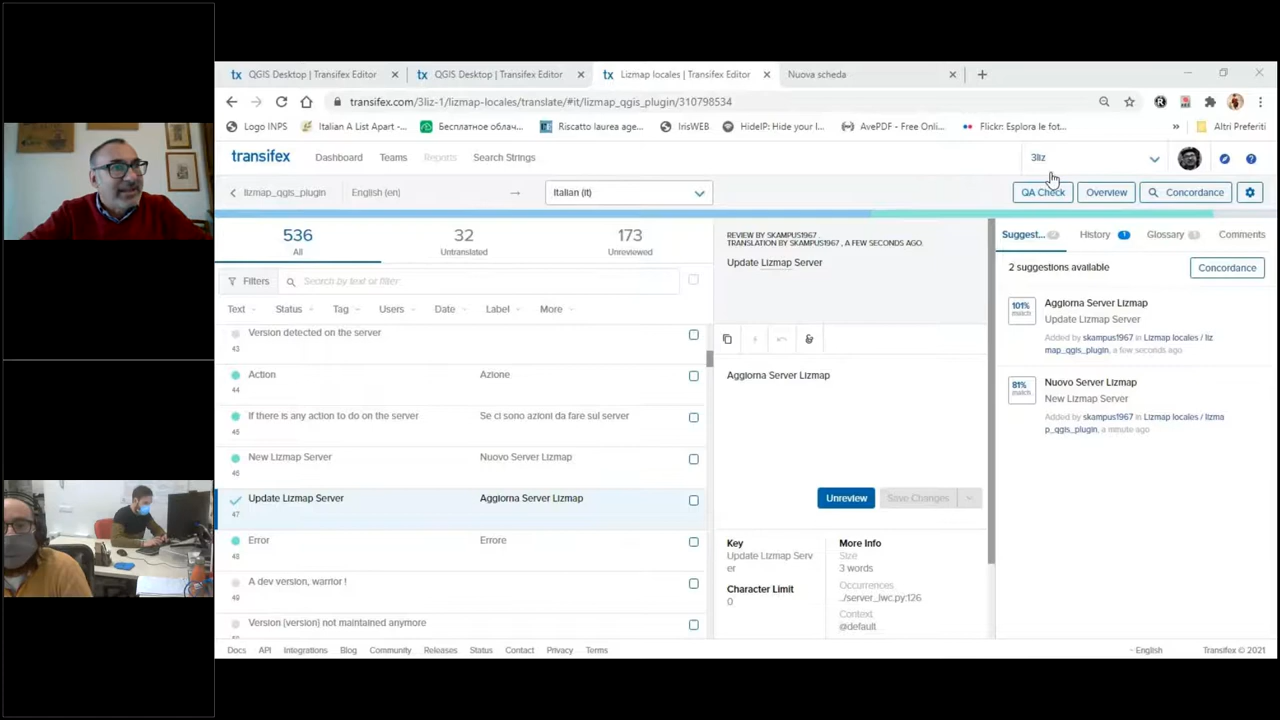 QGIS Desktop | Transifex Editor
QGIS Desktop | Transifex Editor
Lizmap locales | Transifex Editor
Nuova scheda
transifex.com/3liz-1/lizmap-locales/translate/#it/lizmap_qgis_plugin/310798534
Logo INPS
Italian A List Apart -...
Бесплатное облач...
Riscatto laurea age...
IrisWEB
HideIP: Hide your I...
AvePDF - Free Onli...
Flickr: Esplora le fot...
»
Altri Preferiti
transifex
Dashboard
Teams
Reports
Search Strings
3liz
lizmap_qgis_plugin
English (en)
→
Italian (it)
QA Check
Overview
Concordance
536
All
32
Untranslated
173
Unreviewed
Filters
Search by text or filter
Text
Status
Tag
Users
Date
Label
More
Version detected on the server
43
Action
Azione
44
If there is any action to do on the server
Se ci sono azioni da fare sul server
45
New Lizmap Server
Nuovo Server Lizmap
46
Update Lizmap Server
Aggiorna Server Lizmap
47
Error
Errore
48
A dev version, warrior !
49
Version {version} not maintained anymore
REVIEW BY SKAMPUS1967 .
TRANSLATION BY SKAMPUS1967 , A FEW SECONDS AGO.
Update Lizmap Server
Aggiorna Server Lizmap
Unreview
Save Changes
Key
Update Lizmap Serv
er
Character Limit
0
More Info
Size
3 words
Occurrences
../server_lwc.py:126
Context
@default
Suggest...
History
1
Glossary
Comments
2 suggestions available
Concordance
101%
match
Aggiorna Server Lizmap
Update Lizmap Server
Added by skampus1967 in Lizmap locales / liz
map_qgis_plugin, a few seconds ago
81%
match
Nuovo Server Lizmap
New Lizmap Server
Added by skampus1967 in Lizmap locales / lizma
p_qgis_plugin, a minute ago
Docs
API
Integrations
Blog
Community
Releases
Status
Contact
Privacy
Terms
English
Transifex © 2021